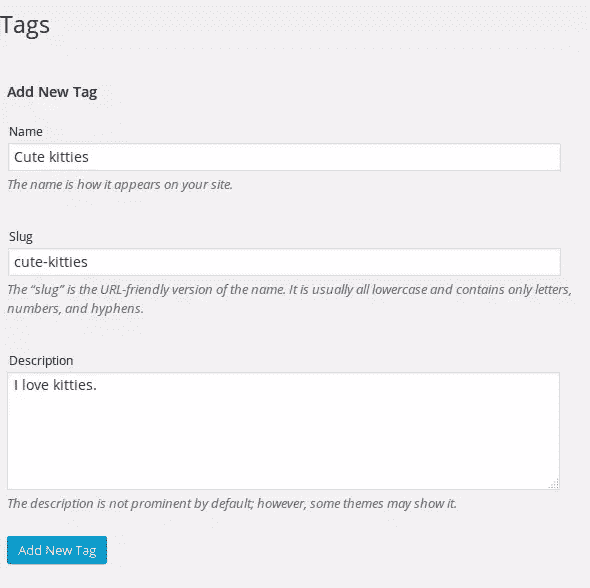 Tags
Add New Tag
Name
Cute kitties
The name is how it appears on your site.
Slug
cute-kitties
The “slug” is the URL-friendly version of the name. It is usually all lowercase and contains only letters,
numbers, and hyphens.
Description
I love kitties.
The description is not prominent by default; however, some themes may show it.
Add New Tag